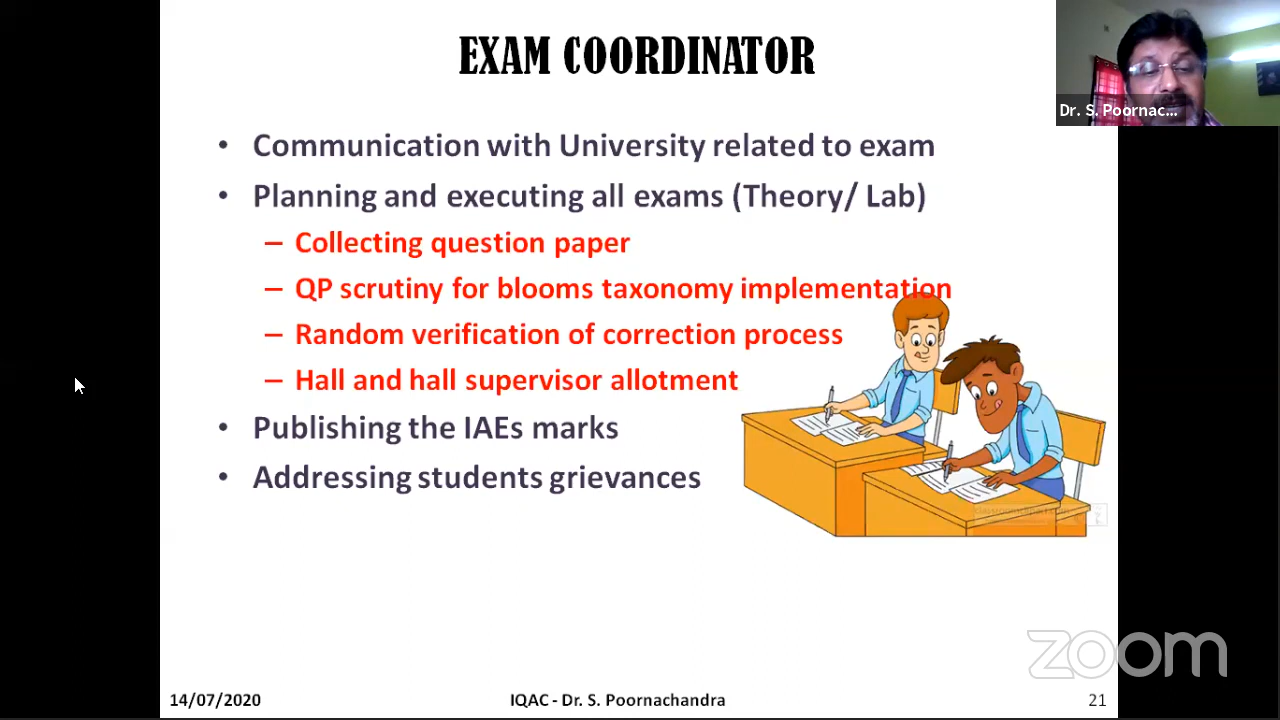 EXAM COORDINATOR
Dr. S. Poornac...
• Communication with University related to exam
• Planning and executing all exams (Theory/ Lab)
– Collecting question paper
– QP scrutiny for blooms taxonomy implementation
– Random verification of correction process
– Hall and hall supervisor allotment
• Publishing the IAEs marks
• Addressing students grievances
zoom
14/07/2020
IQAC - Dr. S. Poornachandra
21